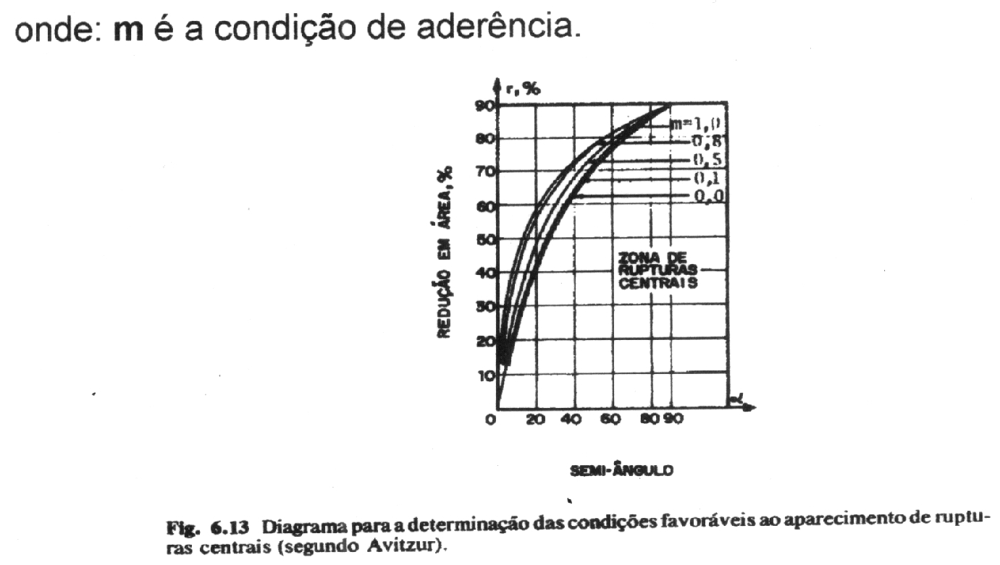 onde: m é a condição de aderência.
r,%
90
80
70
60
50
40
30
20
10
0
20
40
60
80
90
m=1,0
0,8
0,5
0,1
0,0
REDUÇÃO EM ÁREA,%
ZONA DE
RUPTURAS
CENTRAIS
α
SEMI-ÂNGULO
Fig. 6.13 Diagrama para a determinação das condições favoráveis ao aparecimento de ruptu-
ras centrais (segundo Avitzur).